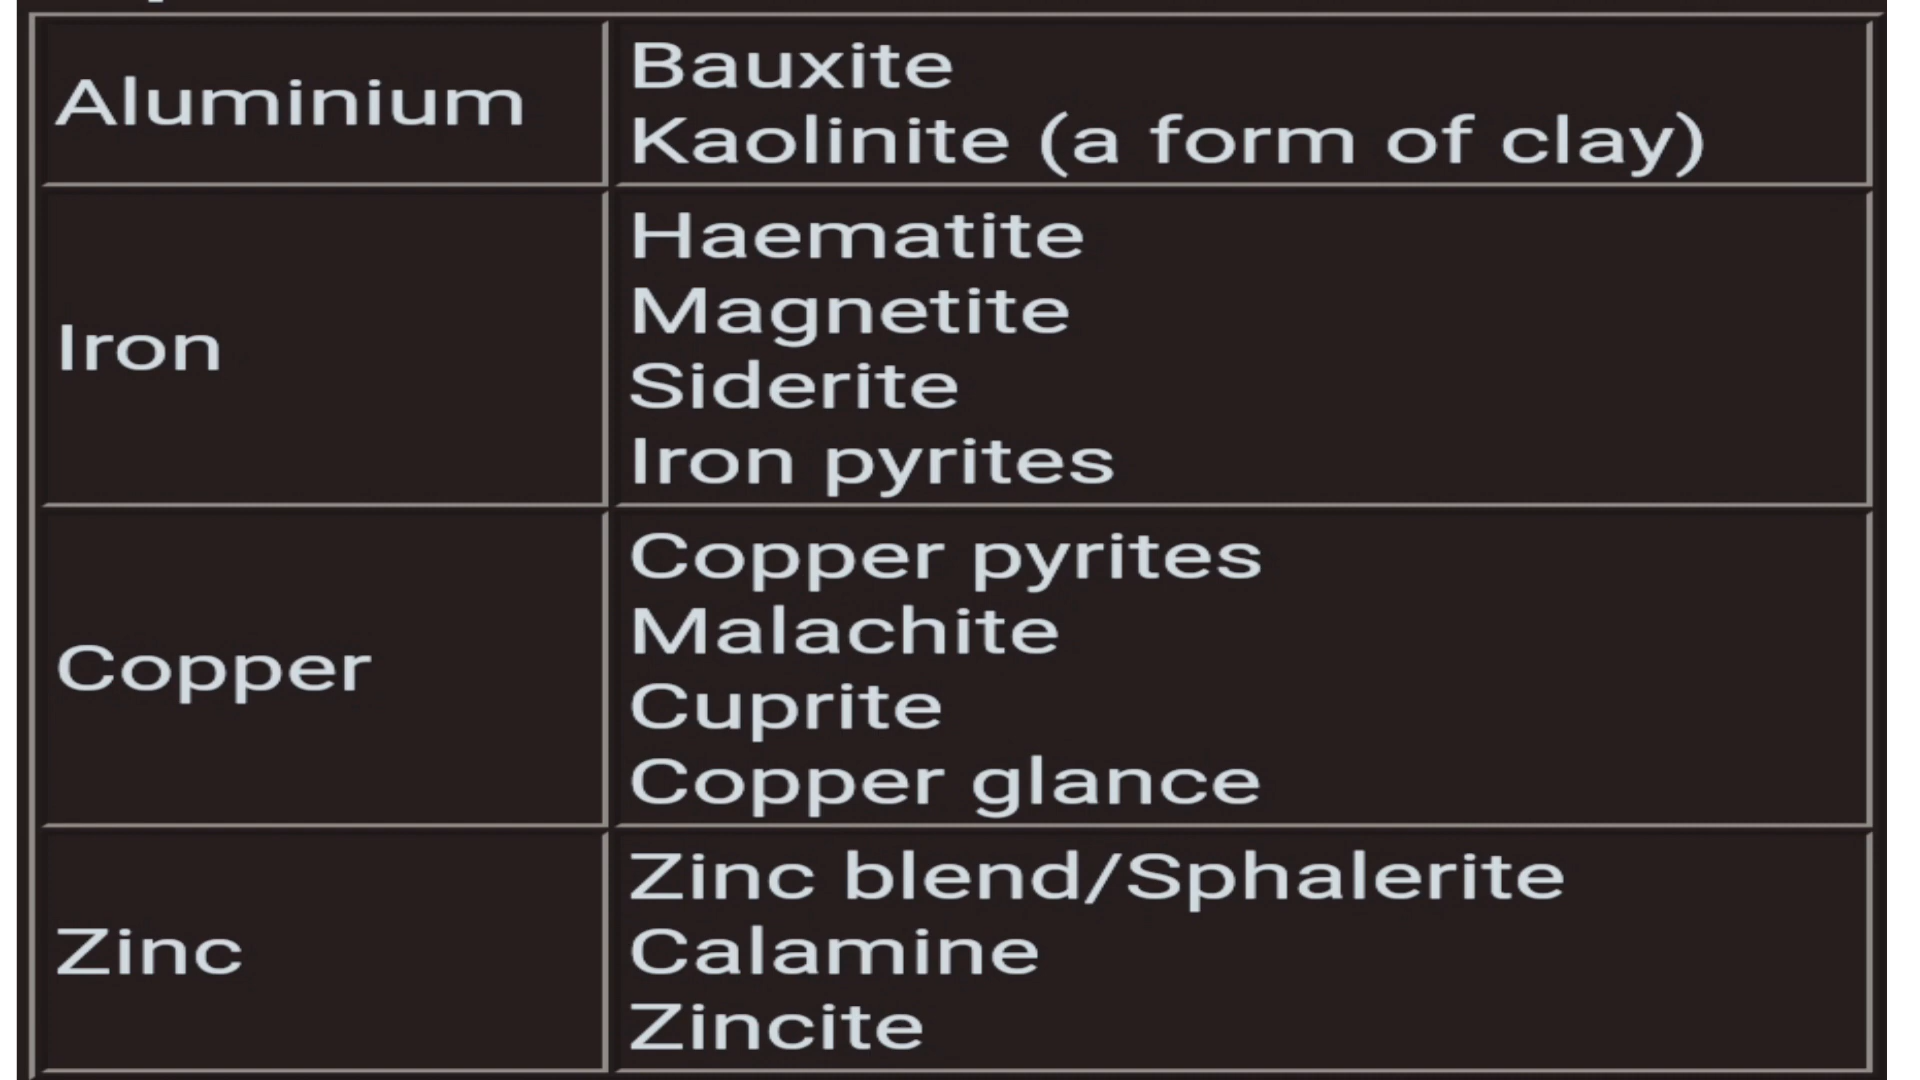 Aluminium
Bauxite
Kaolinite (a form of clay)
Iron
Haematite
Magnetite
Siderite
Iron pyrites
Copper
Copper pyrites
Malachite
Cuprite
Copper glance
Zinc
Zinc blend/Sphalerite
Calamine
Zincite